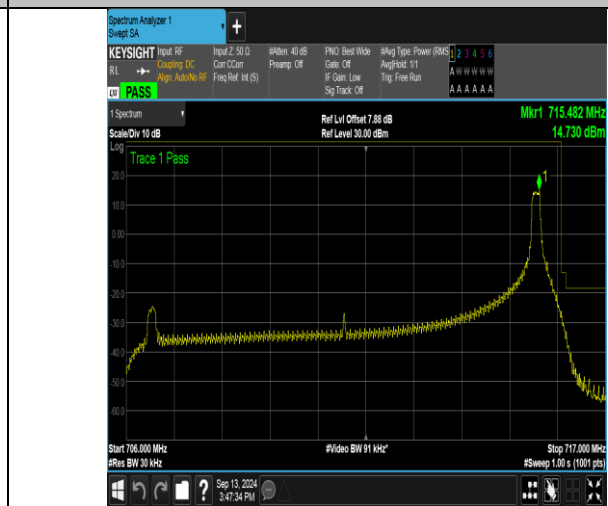 Spectrum Analyzer 1
Swept SA
+
KEYSIGHT Input: RF Input Z: 50 Ω #Atten: 40 dB PNO: Best Wide #Avg Type: Power (RMS 1 2 3 4 5 6
RL Coupling: DC Corr CCorr Preamp: Off Gate: Off Avg|Hold: 1/1 A W W W W W
Align: Auto/No RF Freq Ref: Int (S) IF Gain: Low Trig: Free Run
LXI PASS Sig Track: Off A A A A A A
1 Spectrum Ref Lvl Offset 7.88 dB Mkr1 715.482 MHz
Scale/Div 10 dB Ref Level 30.00 dBm 14.730 dBm
Log
Trace 1 Pass
1
20.0
10.0
0.00
-10.0
-20.0
-30.0
-40.0
-50.0
-60.0
Start 706.000 MHz #Video BW 91 kHz* Stop 717.000 MHz
#Res BW 30 kHz #Sweep 1.00 s (1001 pts)
? Sep 13, 2024
3:47:34 PM